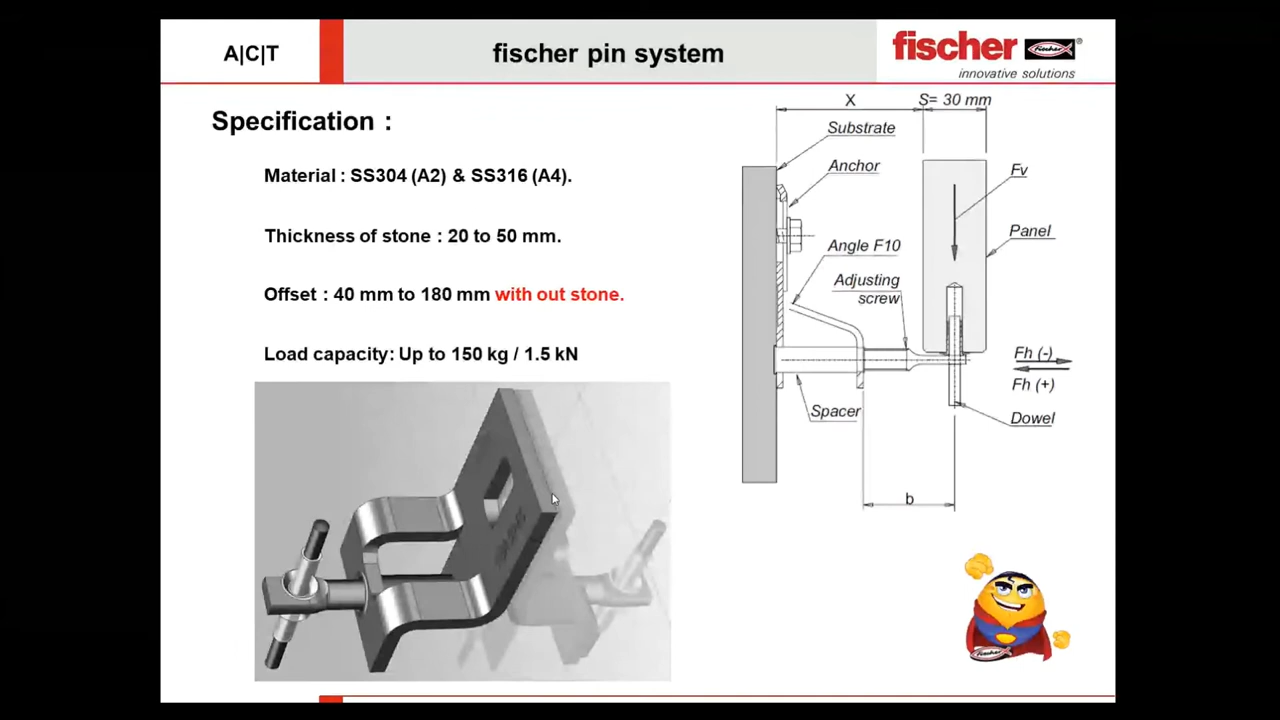 A|C|T
fischer pin system
fischer
innovative solutions
Specification :
Material : SS304 (A2) & SS316 (A4).
Thickness of stone : 20 to 50 mm.
Offset : 40 mm to 180 mm with out stone.
Load capacity: Up to 150 kg / 1.5 kN
X
S= 30 mm
Substrate
Anchor
Fv
Panel
Angle F10
Adjusting
screw
Fh (-)
Fh (+)
Spacer
Dowel
b
fischer